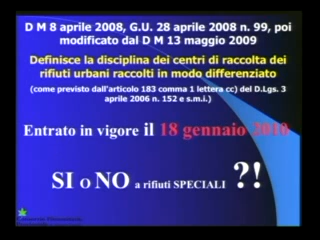 D M 8 aprile 2008, G.U. 28 aprile 2008 n. 99, poi
modificato dal D M 13 maggio 2009
Definisce la disciplina dei centri di raccolta dei
rifiuti urbani raccolti in modo differenziato
(come previsto dall'articolo 183 comma 1 lettera cc) del D.Lgs. 3
aprile 2006 n. 152 e s.m.i.)
Entrato in vigore il 18 gennaio 2010
SI O NO a rifiuti SPECIALI ?!